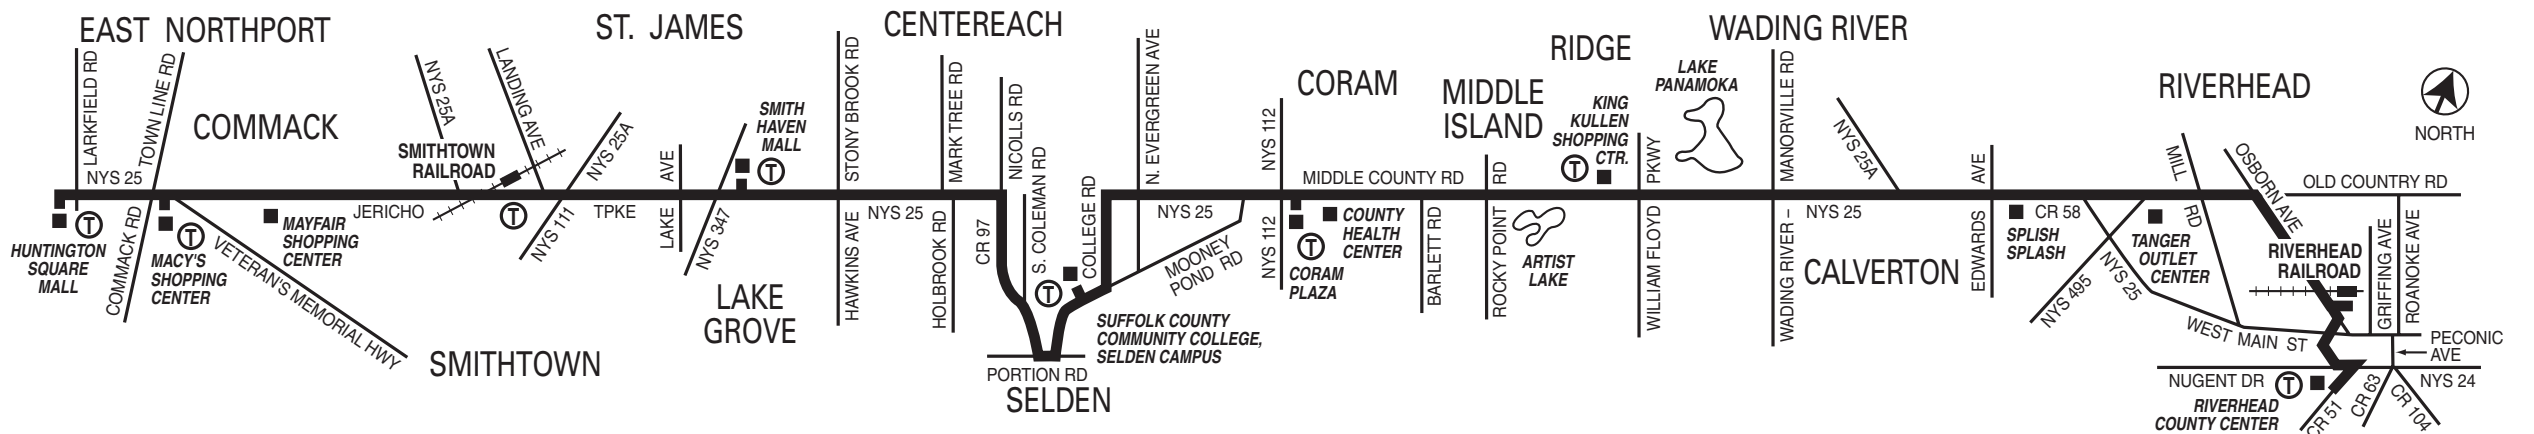 EAST NORTHPORT
LARKFIELD RD
TOWN LINE RD
NYS 25
COMMACK
HUNTINGTON
SQUARE
MALL
T
COMMACK RD
T
MACY'S
SHOPPING
CENTER
VETERAN'S MEMORIAL HWY
MAYFAIR
SHOPPING
CENTER
JERICHO
NYS 25A
LANDING AVE
SMITHTOWN
RAILROAD
T
NYS 25A
NYS 111
TPKE
SMITHTOWN
ST. JAMES
LAKE AVE
NYS 347
SMITH
HAVEN
MALL
T
LAKE
GROVE
STONY BROOK RD
HAWKINS AVE
NYS 25
CENTEREACH
MARK TREE RD
HOLBROOK RD
NICOLLS RD
CR 97
S. COLEMAN RD
T
COLLEGE RD
PORTION RD
SELDEN
SUFFOLK COUNTY
COMMUNITY COLLEGE,
SELDEN CAMPUS
N. EVERGREEN AVE
NYS 25
MOONEY
POND RD
NYS 112
NYS 112
CORAM
T
CORAM
PLAZA
COUNTY
HEALTH
CENTER
MIDDLE COUNTY RD
BARLETT RD
MIDDLE
ISLAND
ROCKY POINT RD
ARTIST
LAKE
RIDGE
KING
KULLEN
SHOPPING
CTR.
T
WILLIAM FLOYD PKWY
LAKE
PANAMOKA
WADING RIVER
WADING RIVER – MANORVILLE RD
NYS 25A
NYS 25
CALVERTON
EDWARDS AVE
CR 58
SPLISH
SPLASH
NYS 495
NYS 25
TANGER
OUTLET
CENTER
MILL RD
RIVERHEAD
OSBORN AVE
OLD COUNTRY RD
RIVERHEAD
RAILROAD
GRIFFING AVE
ROANOKE AVE
WEST MAIN ST
PECONIC
AVE
NUGENT DR
T
NYS 24
RIVERHEAD
COUNTY CENTER
CR 51
CR 63
CR 104
NORTH